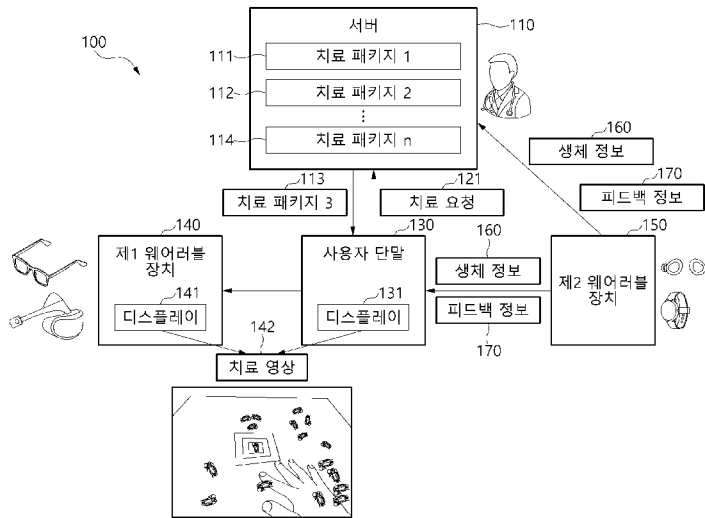 서버
110
100
111
치료 패키지 1
112
치료 패키지 2
114
치료 패키지 n
160
생체 정보
113
치료 패키지 3
121
치료 요청
170
피드백 정보
140
제1 웨어러블
장치
141
디스플레이
130
사용자 단말
131
디스플레이
160
생체 정보
피드백 정보
170
150
제2 웨어러블
장치
142
치료 영상